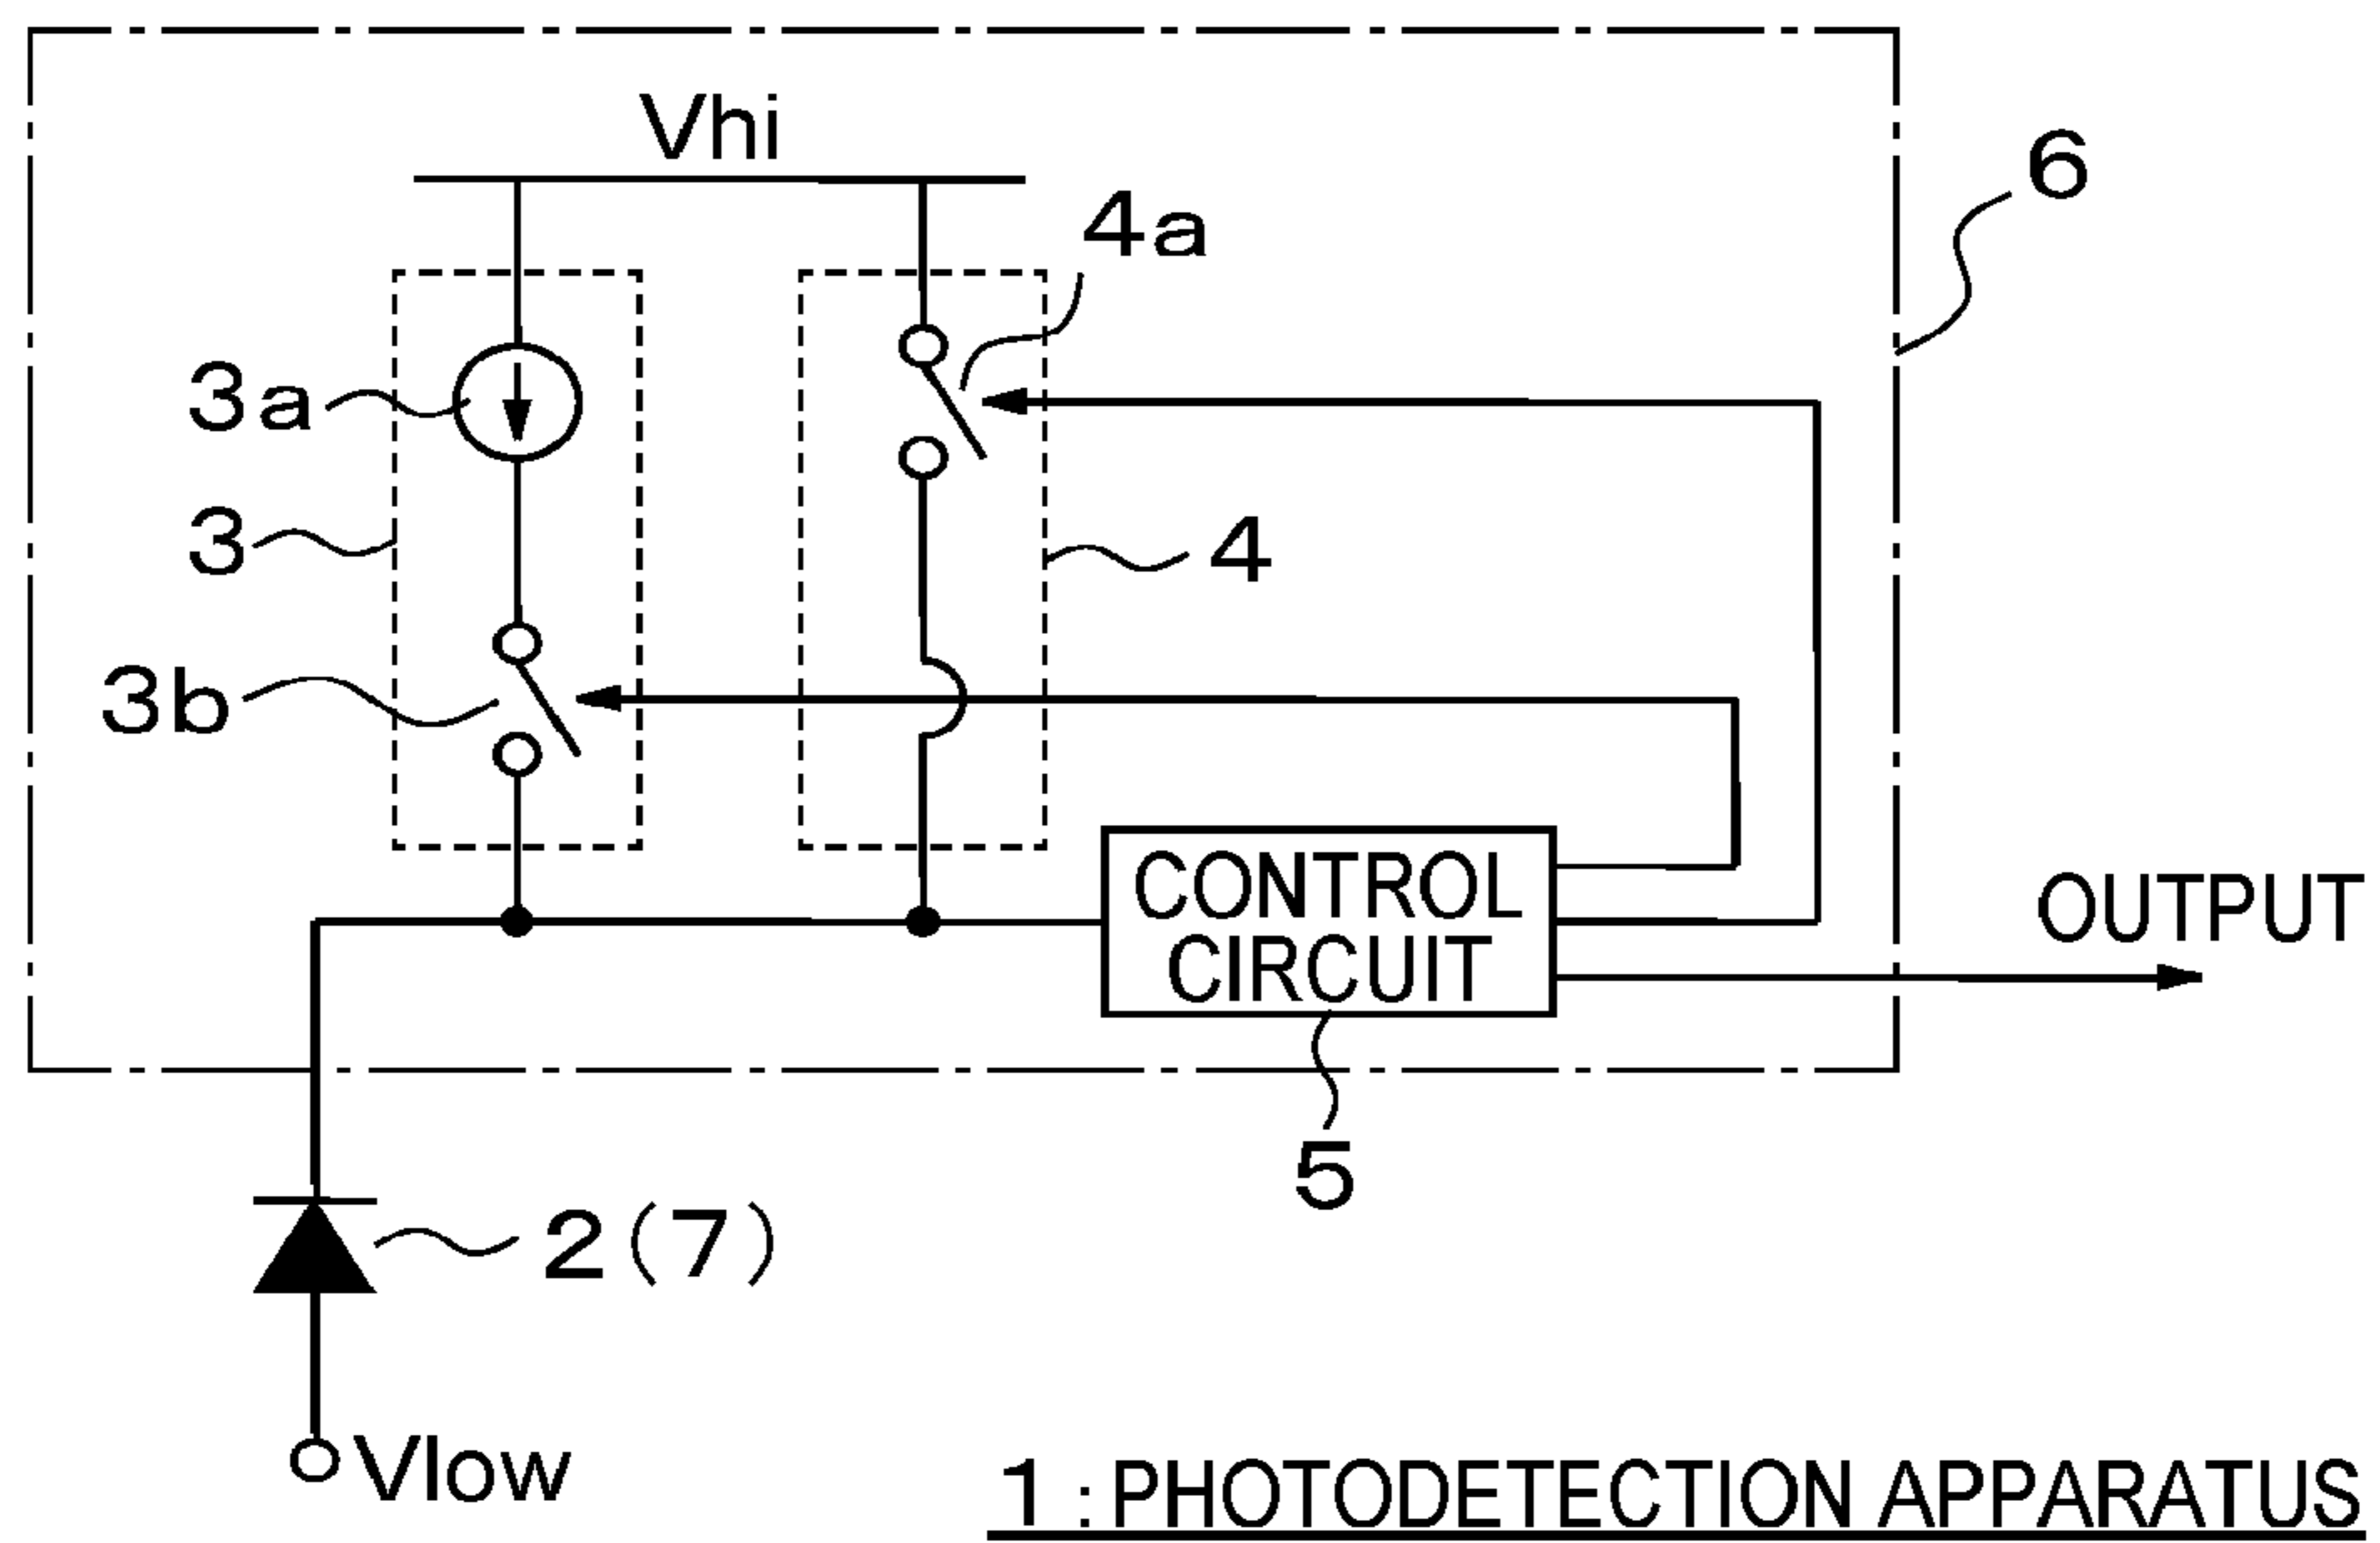 Vhi
6
4a
3a
3
4
3b
CONTROL
CIRCUIT
OUTPUT
5
2(7)
Vlow
1 : PHOTODETECTION APPARATUS